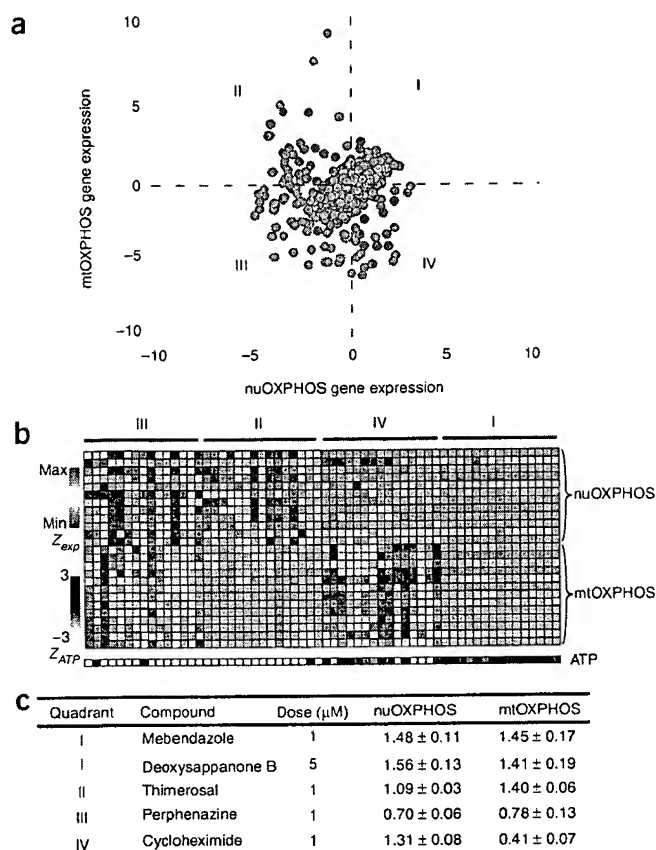 a
10
5
0
−5
−10
mtOXPHOS gene expression
II
I
III
IV
−10
−5
0
5
10
nuOXPHOS gene expression
b
III
II
IV
I
Max
Min
Zexp
3
−3
ZATP
nuOXPHOS
mtOXPHOS
ATP
c
Quadrant Compound Dose (µM) nuOXPHOS mtOXPHOS
I Mebendazole 1 1.48 ± 0.11 1.45 ± 0.17
I Deoxysappanone B 5 1.56 ± 0.13 1.41 ± 0.19
II Thimerosal 1 1.09 ± 0.03 1.40 ± 0.06
III Perphenazine 1 0.70 ± 0.06 0.78 ± 0.13
IV Cycloheximide 1 1.31 ± 0.08 0.41 ± 0.07